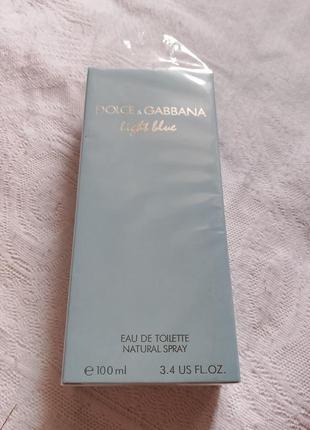 DOLCE & GABBANA
light blue
EAU DE TOILETTE
NATURAL SPRAY
℮ 100 ml 3.4 US FL.OZ.